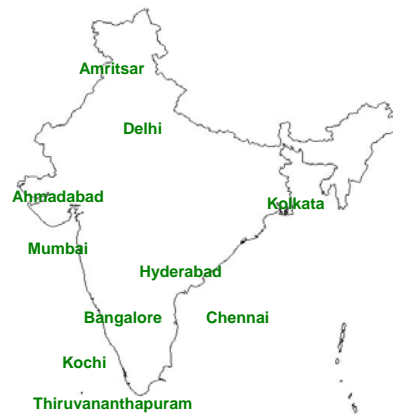 Amritsar
Delhi
Ahmadabad
Kolkata
Mumbai
Hyderabad
Bangalore
Chennai
Kochi
Thiruvananthapuram